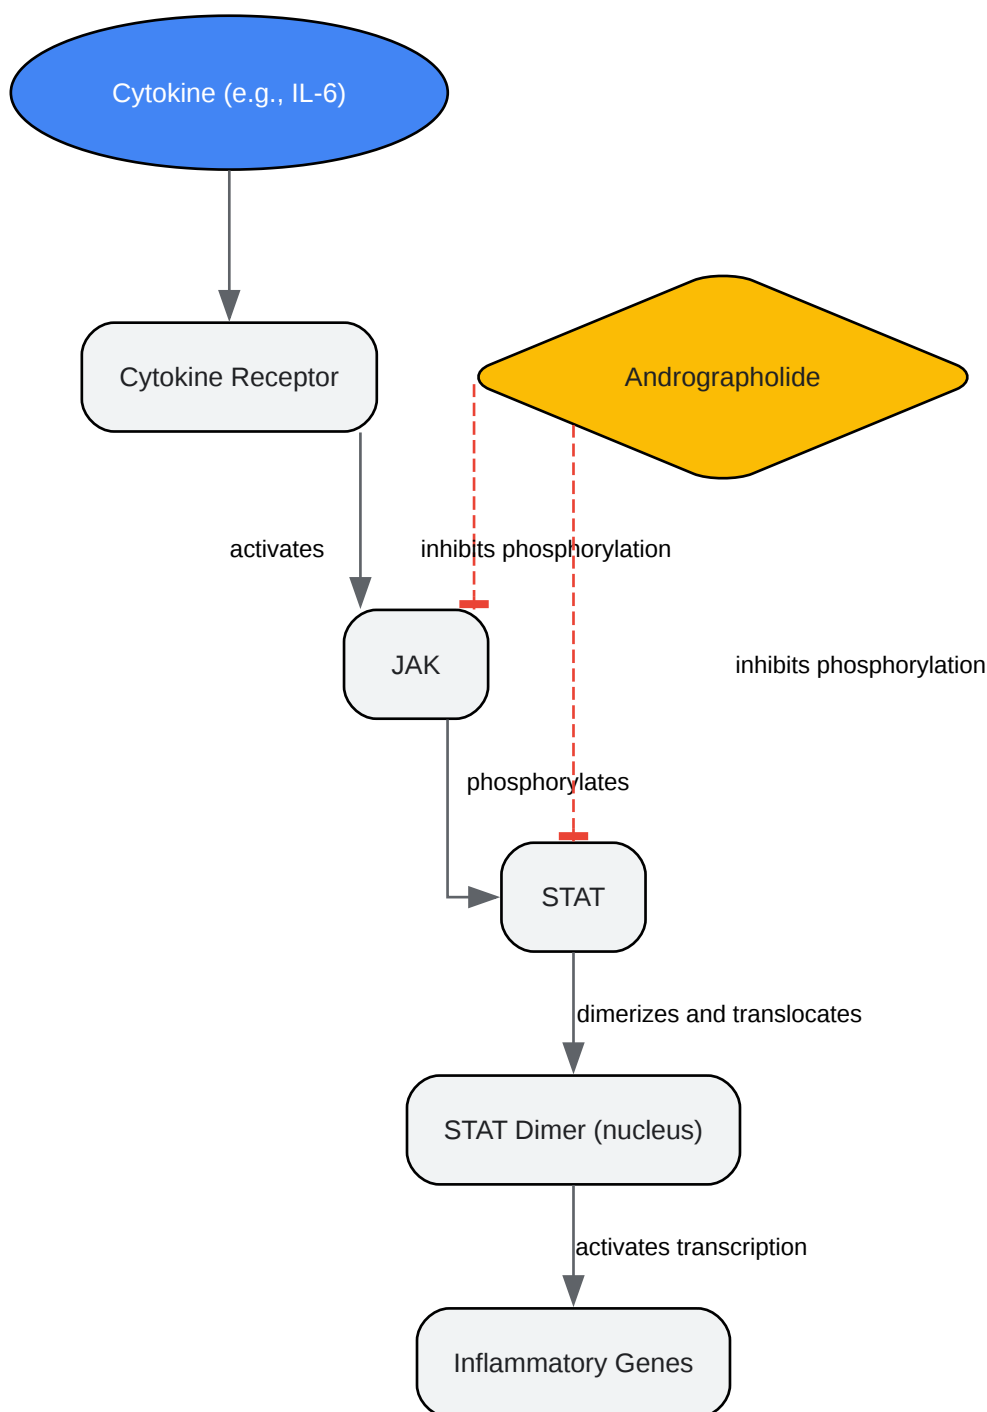 Cytokine (e.g., IL-6)
Cytokine Receptor
Andrographolide
activates
inhibits phosphorylation
JAK
inhibits phosphorylation
phosphorylates
STAT
dimerizes and translocates
STAT Dimer (nucleus)
activates transcription
Inflammatory Genes